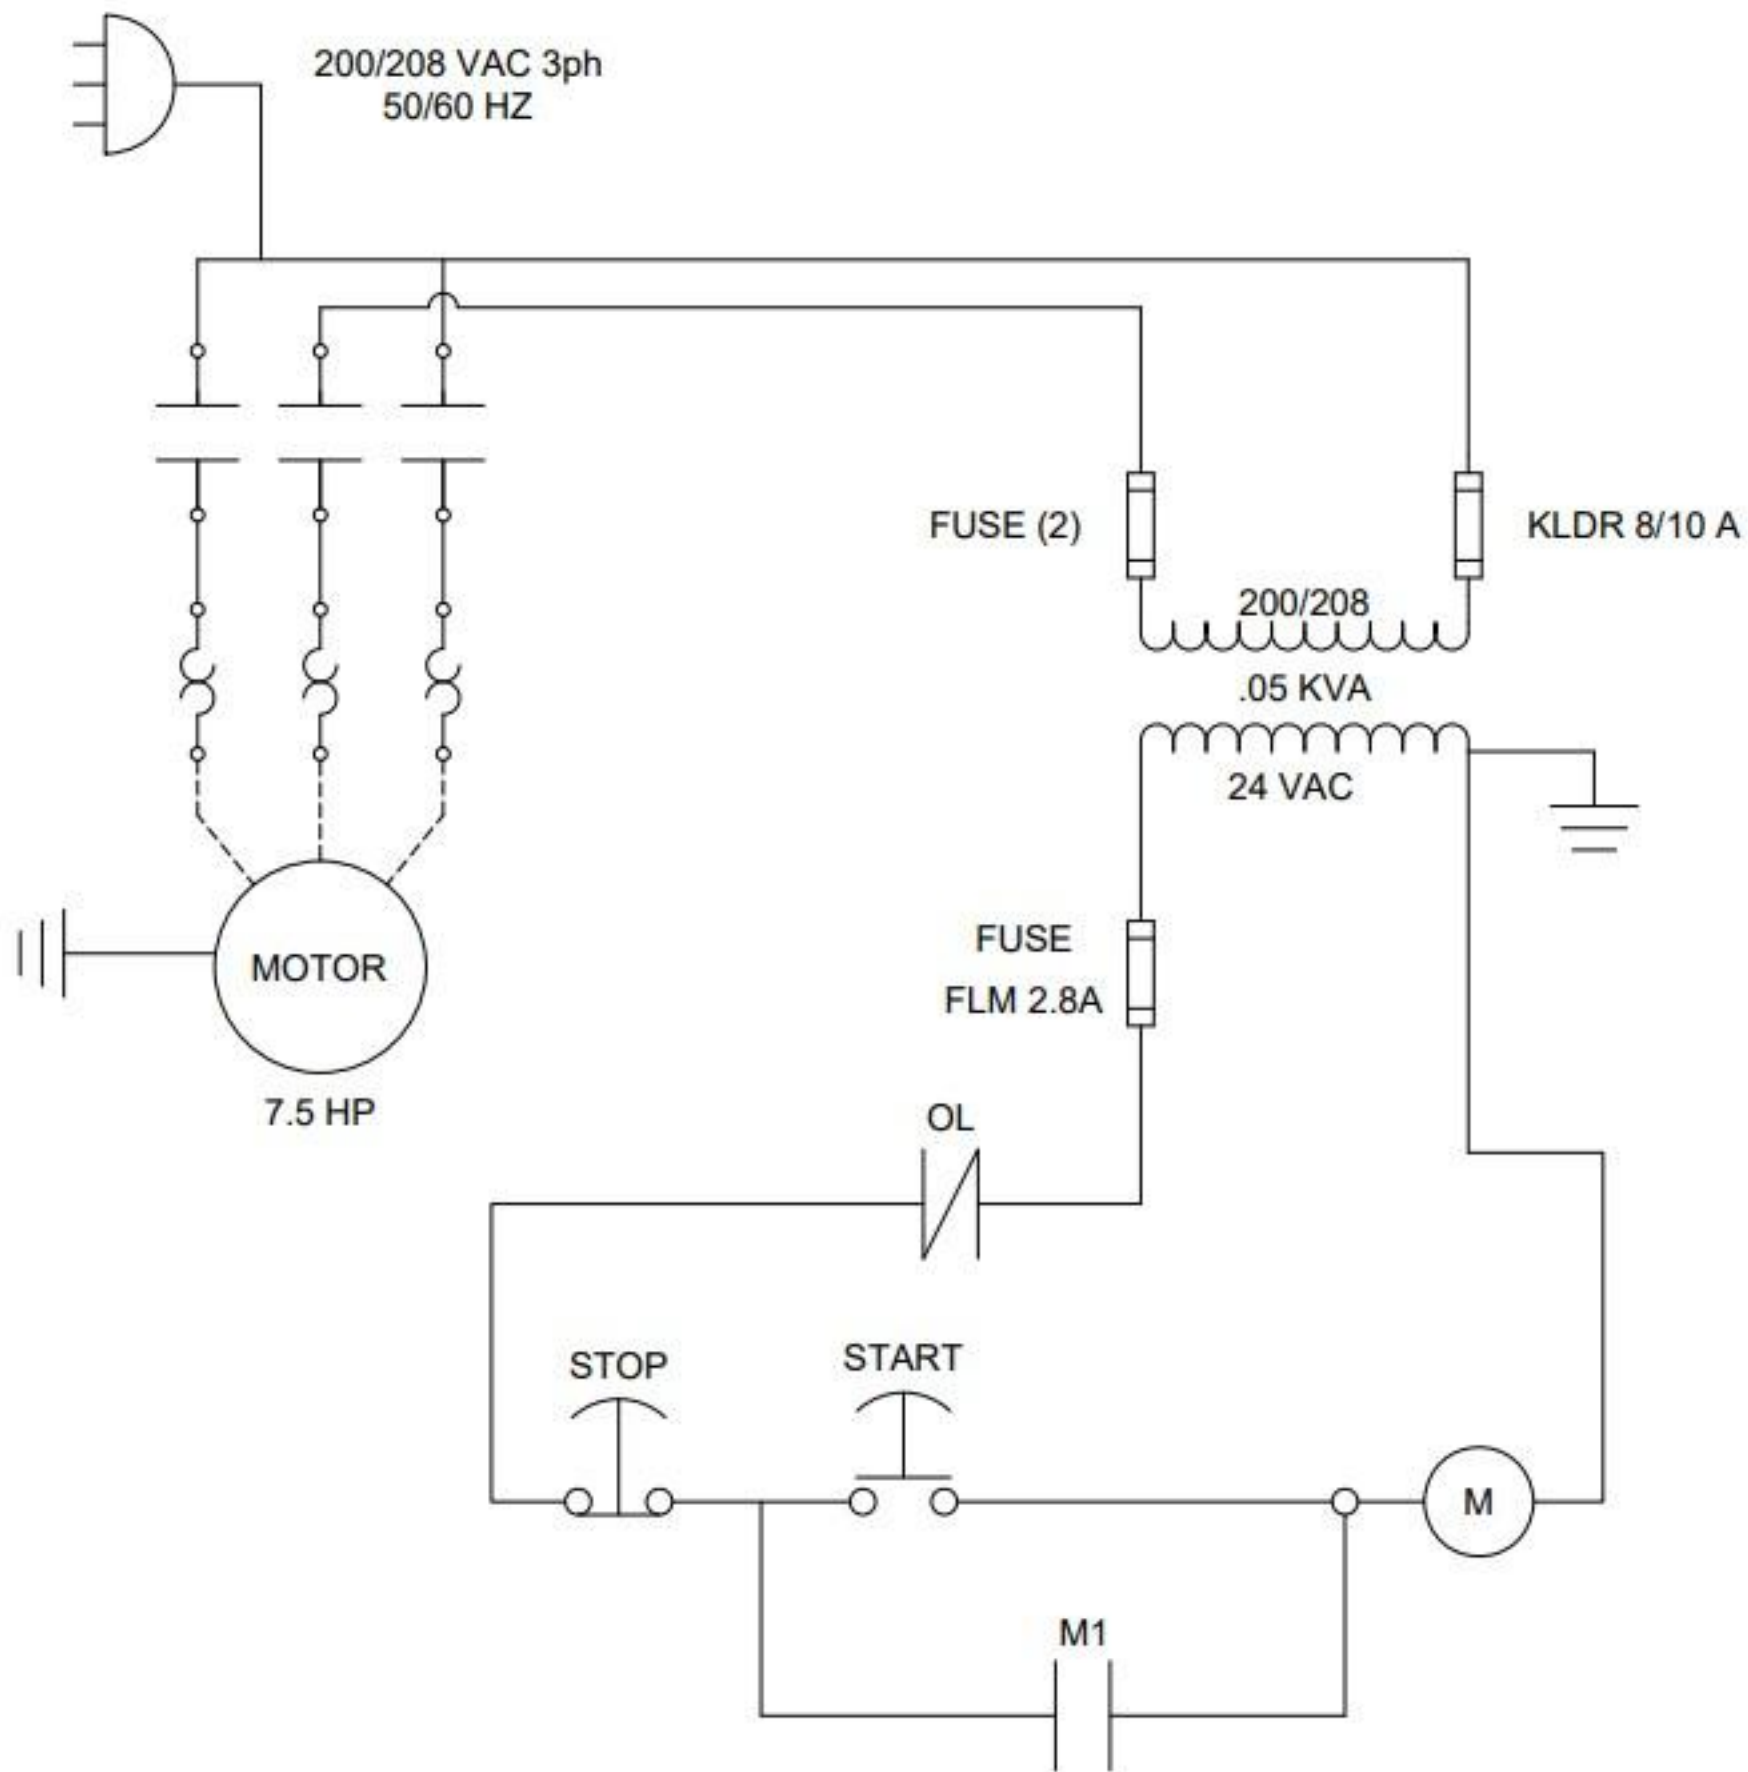 200/208 VAC 3ph
50/60 HZ
FUSE (2)
KLDR 8/10 A
200/208
.05 KVA
24 VAC
FUSE
FLM 2.8A
MOTOR
7.5 HP
OL
STOP
START
M
M1